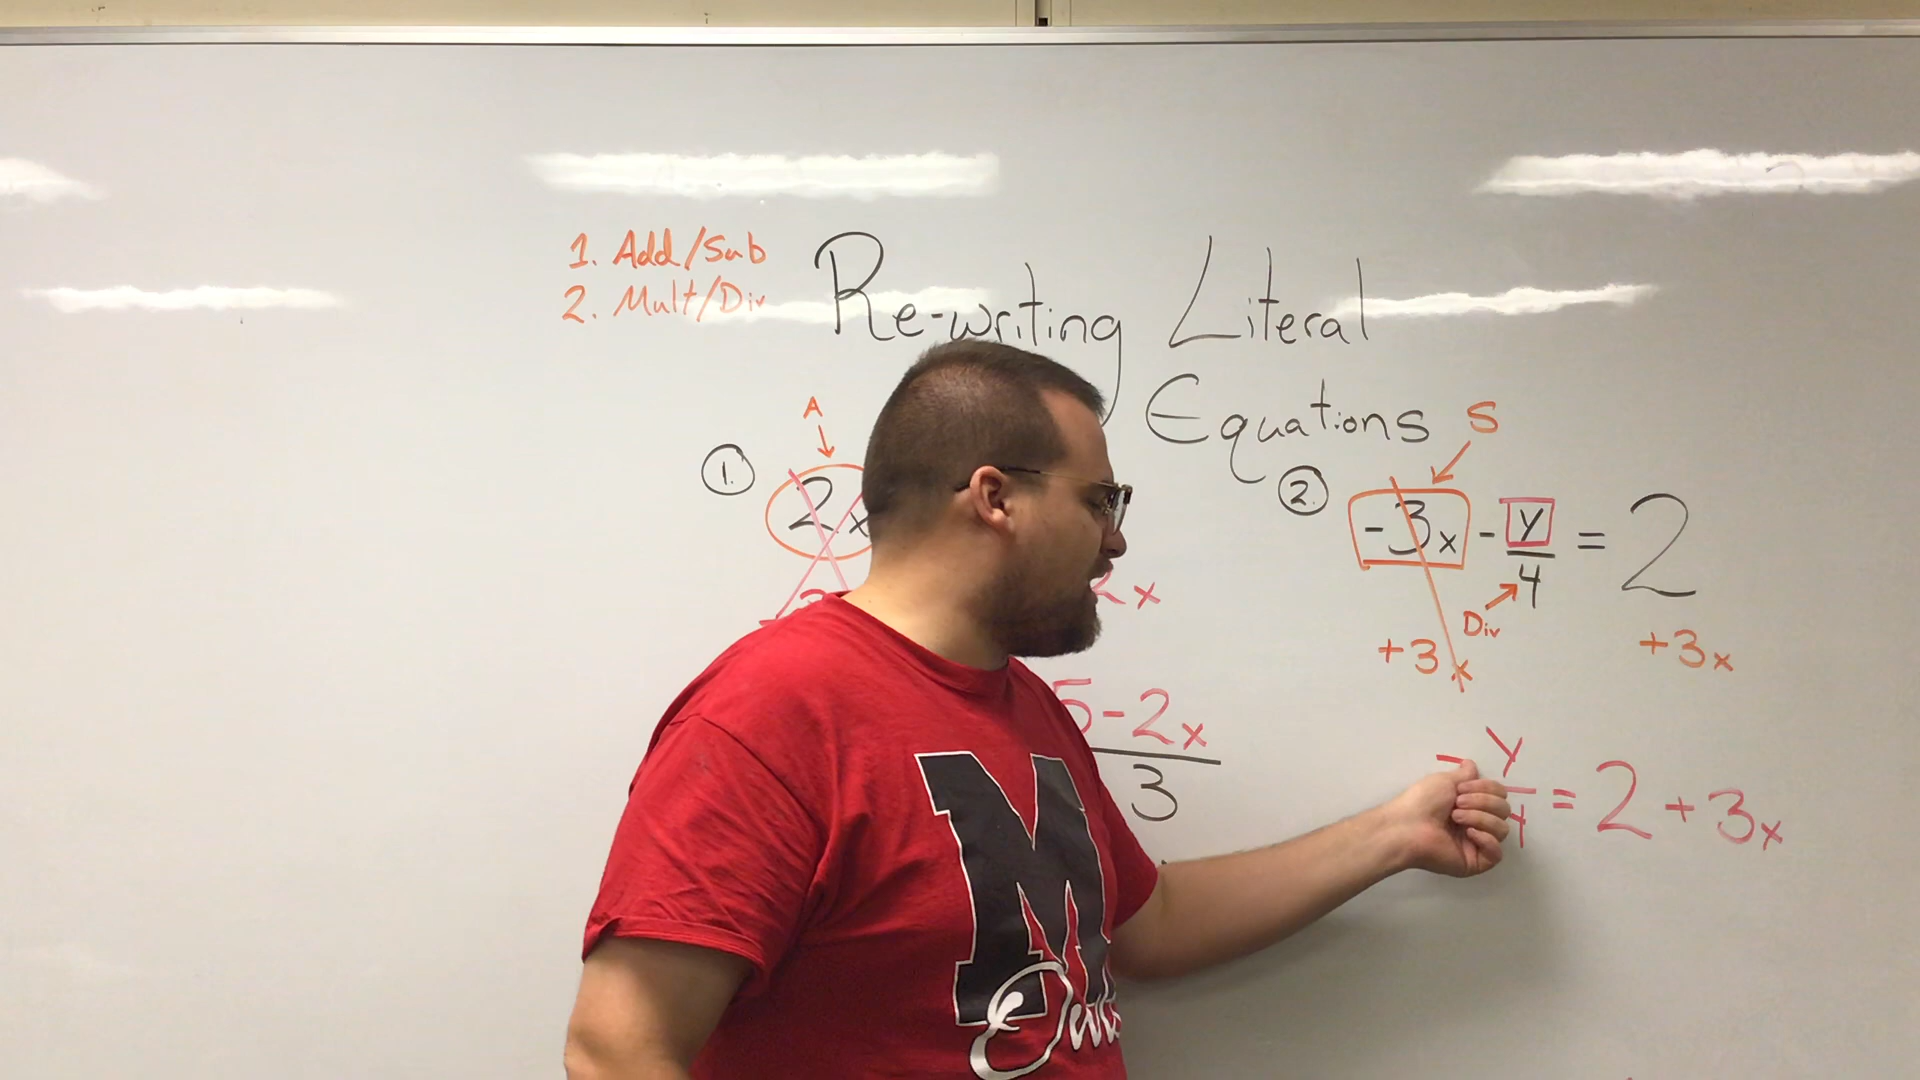 1. Add/Sub
2. Mult/Div
Re-writing Literal
Equations
A
1.
2x
2x
5-2x
3
S
2.
-3x - y/4 = 2
Div
+3x
+3x
- y/4 = 2 + 3x
M